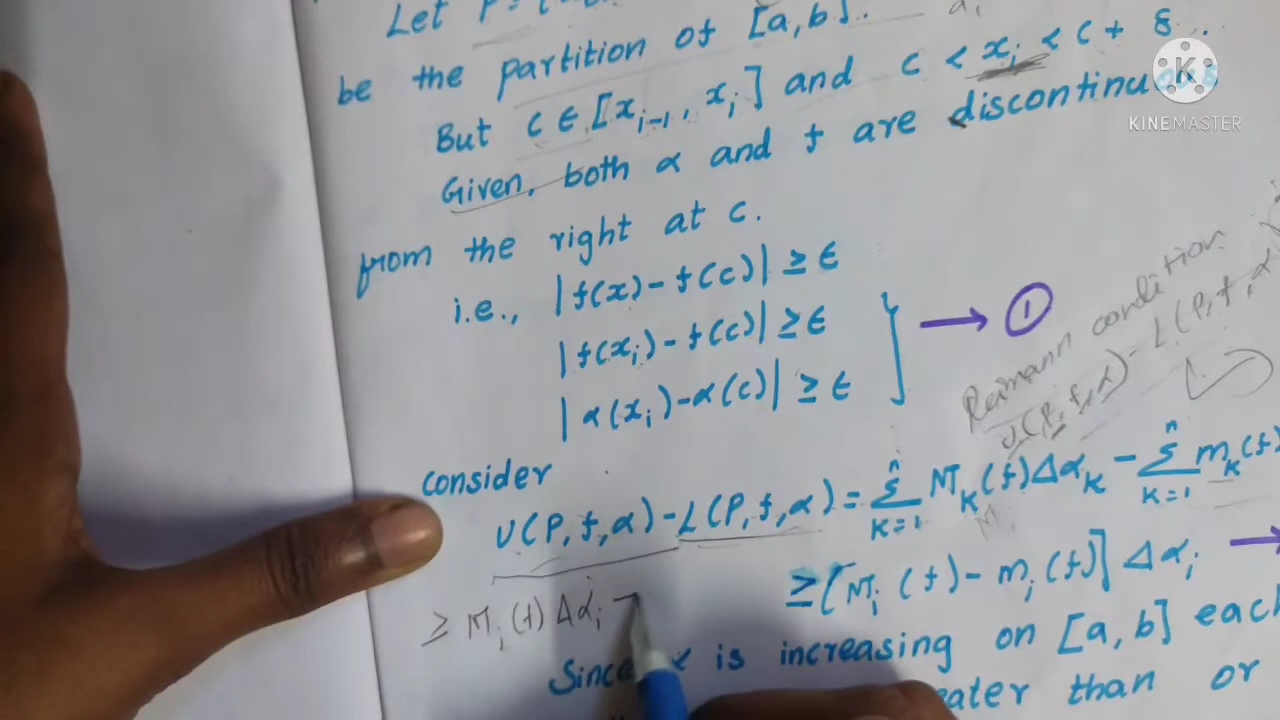 Let P =
be the partition of [a, b].
But c ∈ [x_{i-1}, x_i] and c < x_i < c + δ
Given, both α and f are discontinuous
from the right at c.
i.e., |f(x) - f(c)| ≥ ϵ
|f(x_i) - f(c)| ≥ ϵ
|α(x_i) - α(c)| ≥ ϵ
→ ①
Reimann condition
U(P, f, α) - L(P, f, α
consider
U(P, f, α) - L(P, f, α) = Σ_{k=1}^{n} M_k(f) Δα_k - Σ_{k=1}^{n} m_k(f)
≥ [M_i(f) - m_i(f)] Δα_i →
≥ M_i(f) Δα_i -
Since α is increasing on [a, b] each
than or
K
KINEMASTER